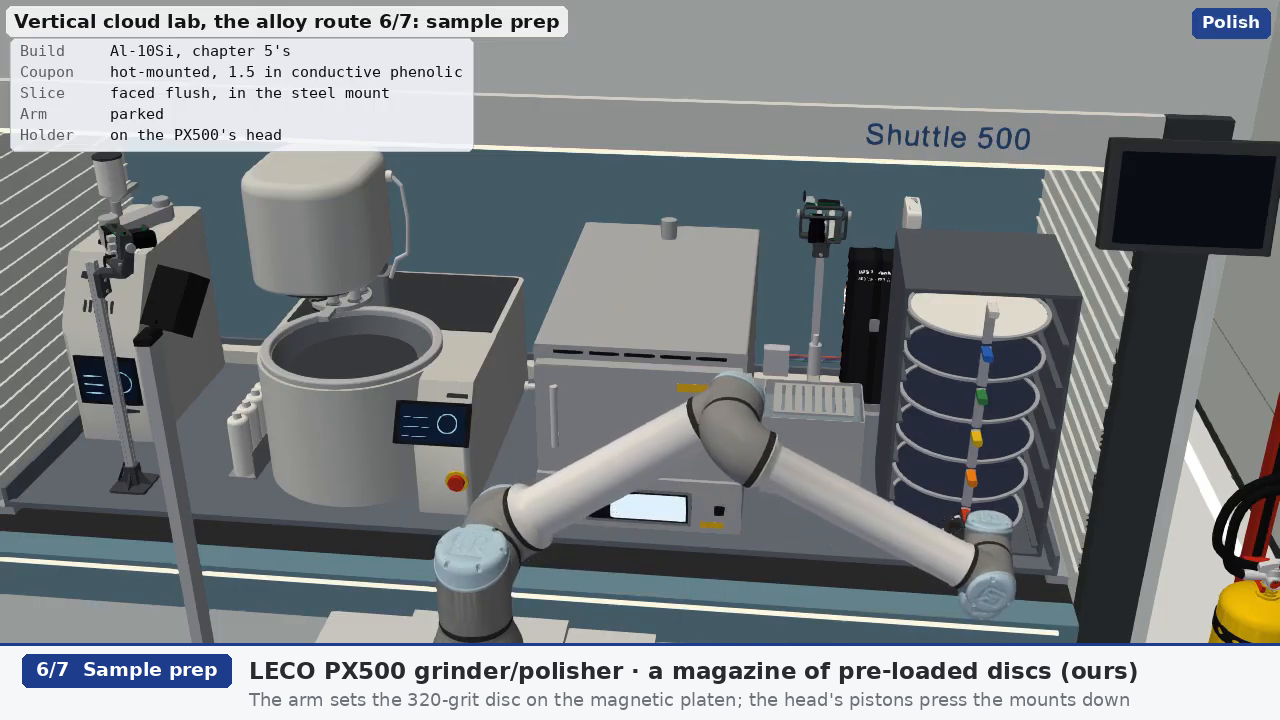 Vertical cloud lab, the alloy route 6/7: sample prep
Polish
Build Al-10Si, chapter 5's
Coupon hot-mounted, 1.5 in conductive phenolic
Slice faced flush, in the steel mount
Arm parked
Holder on the PX500's head
Shuttle 500
6/7 Sample prep
LECO PX500 grinder/polisher · a magazine of pre-loaded discs (ours)
The arm sets the 320-grit disc on the magnetic platen; the head's pistons press the mounts down